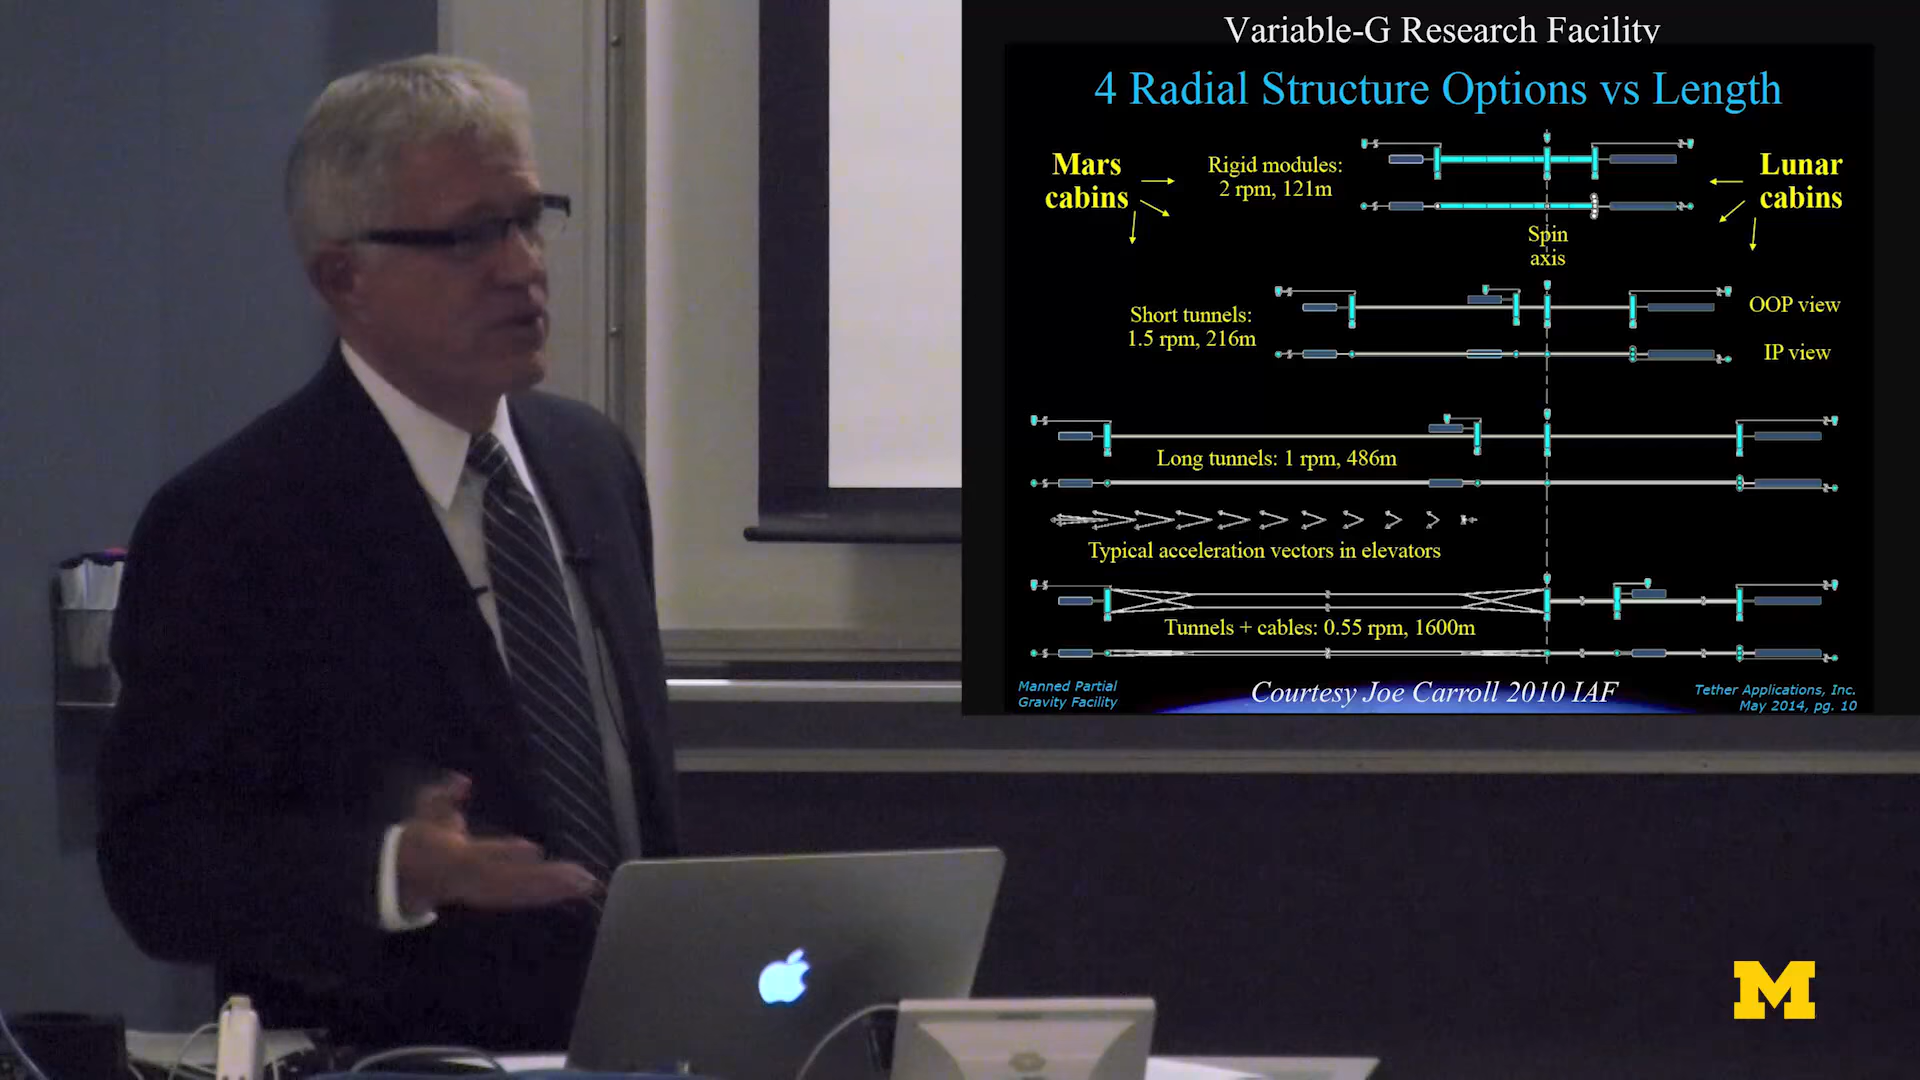 Variable-G Research Facility
4 Radial Structure Options vs Length
Mars
cabins
Rigid modules:
2 rpm, 121m
Lunar
cabins
Spin
axis
Short tunnels:
1.5 rpm, 216m
OOP view
IP view
Long tunnels: 1 rpm, 486m
Typical acceleration vectors in elevators
Tunnels + cables: 0.55 rpm, 1600m
Manned Partial
Gravity Facility
Courtesy Joe Carroll 2010 IAF
Tether Applications, Inc.
May 2014, pg. 10
M